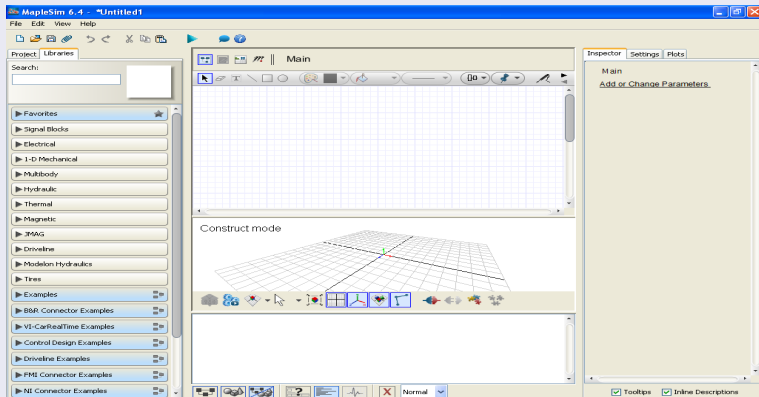 MapleSim 6.4 - *Untitled1
File Edit View Help
Project Libraries
Search:
Favorites
Signal Blocks
Electrical
1-D Mechanical
Multibody
Hydraulic
Thermal
Magnetic
JMAG
Driveline
Modelon Hydraulics
Tires
Examples
B&R Connector Examples
VI-CarRealTime Examples
Control Design Examples
Driveline Examples
FMI Connector Examples
NI Connector Examples
Main
T
Construct mode
Normal
Inspector Settings Plots
Main
Add or Change Parameters
Tooltips Inline Descriptions